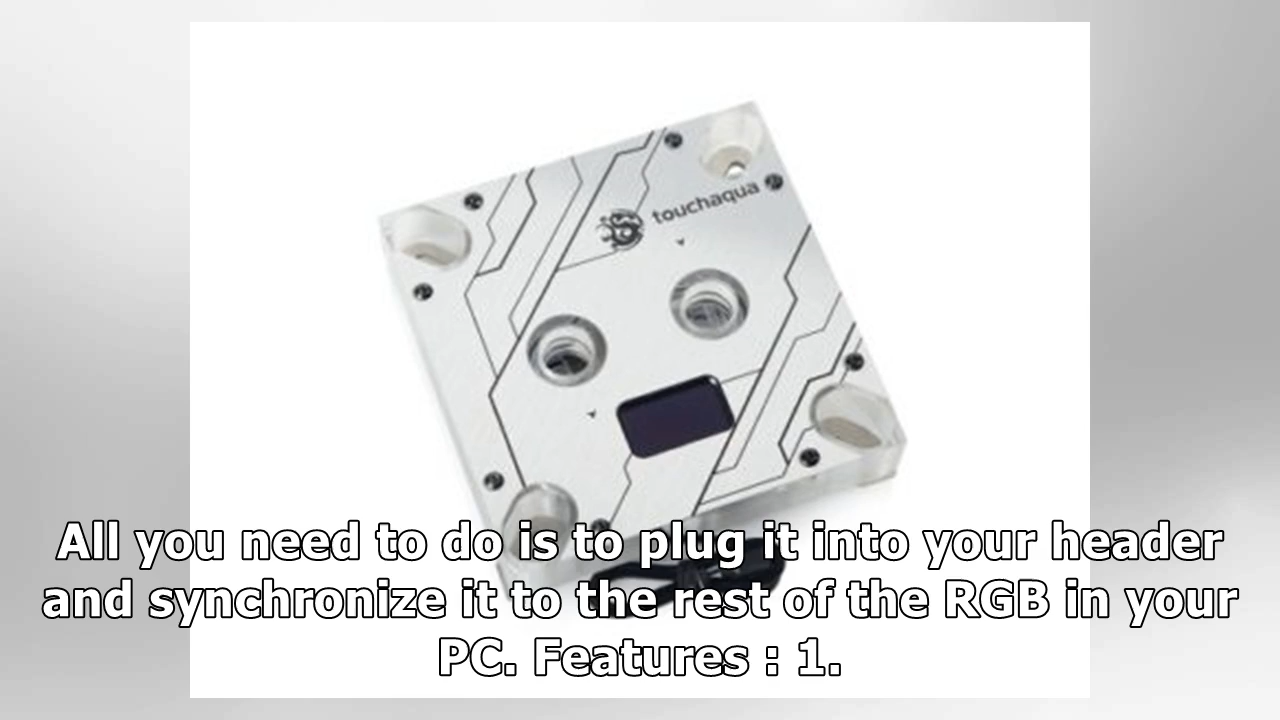 touchaqua
All you need to do is to plug it into your header
and synchronize it to the rest of the RGB in your
PC. Features : 1.